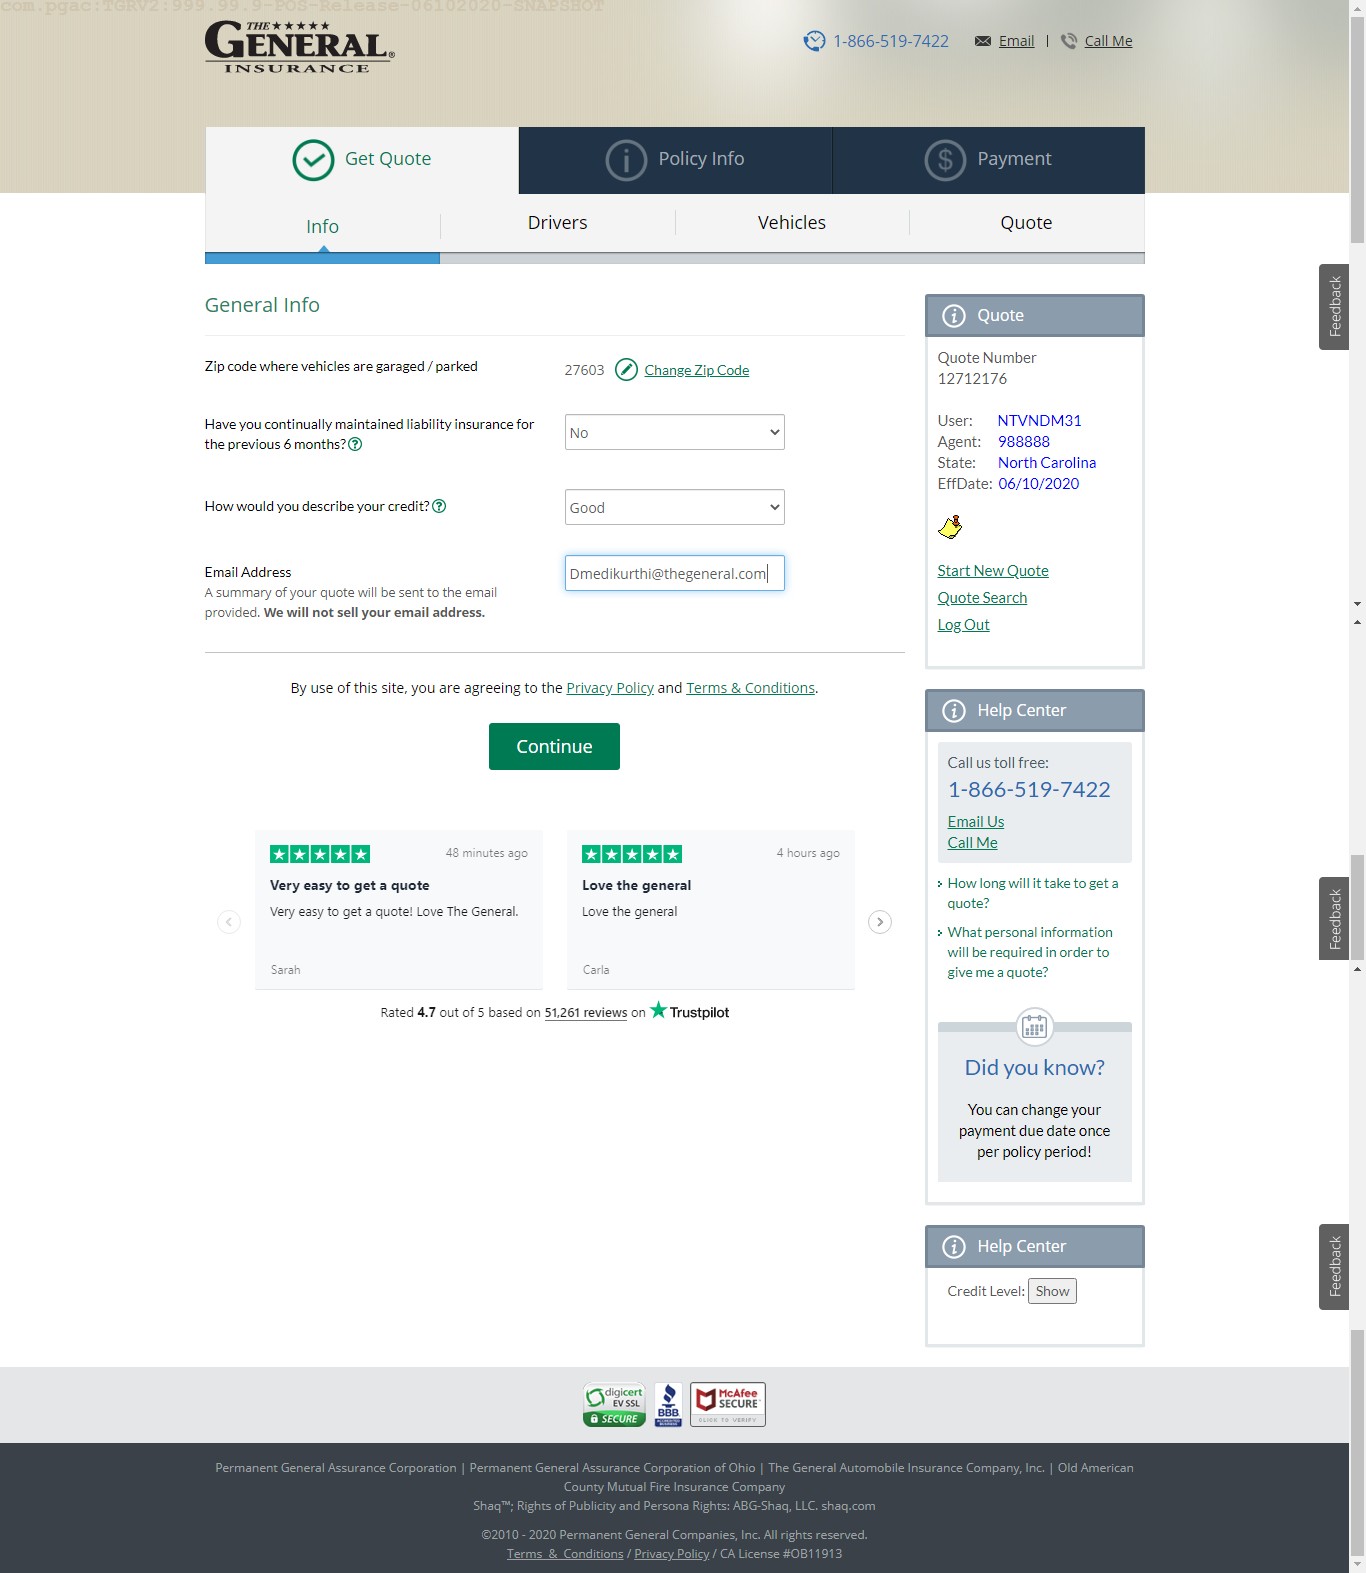 com.pgac:TGRV2:999.99.9-POS-Release-06102020-SNAPSHOT
THE
GENERAL®
INSURANCE
1-866-519-7422 Email | Call Me
Get Quote Policy Info Payment
Info Drivers Vehicles Quote
General Info
Zip code where vehicles are garaged / parked
27603 Change Zip Code
Have you continually maintained liability insurance for
the previous 6 months?
No
How would you describe your credit?
Good
Email Address
A summary of your quote will be sent to the email
provided. We will not sell your email address.
Dmedikurthi@thegeneral.com
By use of this site, you are agreeing to the Privacy Policy and Terms & Conditions.
Continue
48 minutes ago
Very easy to get a quote
Very easy to get a quote! Love The General.
Sarah
4 hours ago
Love the general
Love the general
Carla
Rated 4.7 out of 5 based on 51,261 reviews on Trustpilot
Quote
Quote Number
12712176
User: NTVNDM31
Agent: 988888
State: North Carolina
EffDate: 06/10/2020
Start New Quote
Quote Search
Log Out
Help Center
Call us toll free:
1-866-519-7422
Email Us
Call Me
How long will it take to get a
quote?
What personal information
will be required in order to
give me a quote?
Did you know?
You can change your
payment due date once
per policy period!
Help Center
Credit Level: Show
Feedback
Feedback
Feedback
digicert
EV SSL
SECURE
BBB
ACCREDITED
BUSINESS
McAfee
SECURE
CLICK TO VERIFY
Permanent General Assurance Corporation | Permanent General Assurance Corporation of Ohio | The General Automobile Insurance Company, Inc. | Old American
County Mutual Fire Insurance Company
Shaq™; Rights of Publicity and Persona Rights: ABG-Shaq, LLC. shaq.com
©2010 - 2020 Permanent General Companies, Inc. All rights reserved.
Terms & Conditions / Privacy Policy / CA License #OB11913